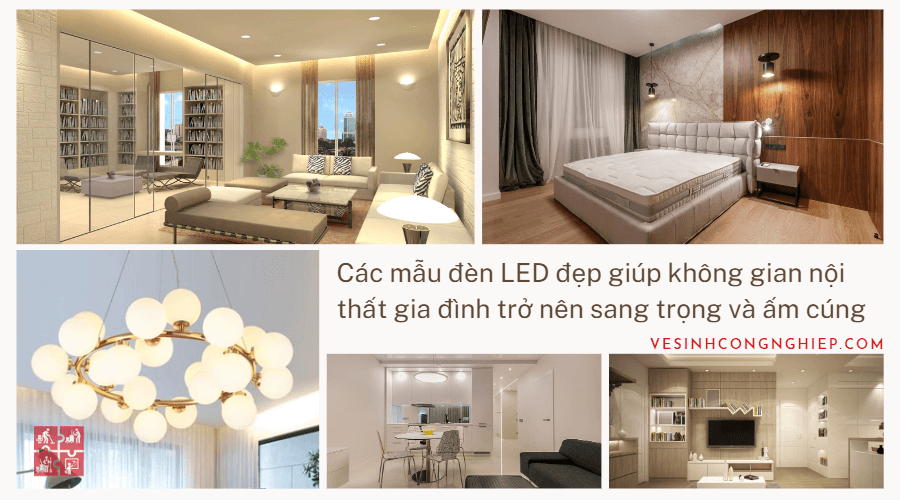 Các mẫu đèn LED đẹp giúp không gian nội
thất gia đình trở nên sang trọng và ấm cúng
VESINHCONGNGHIEP.COM